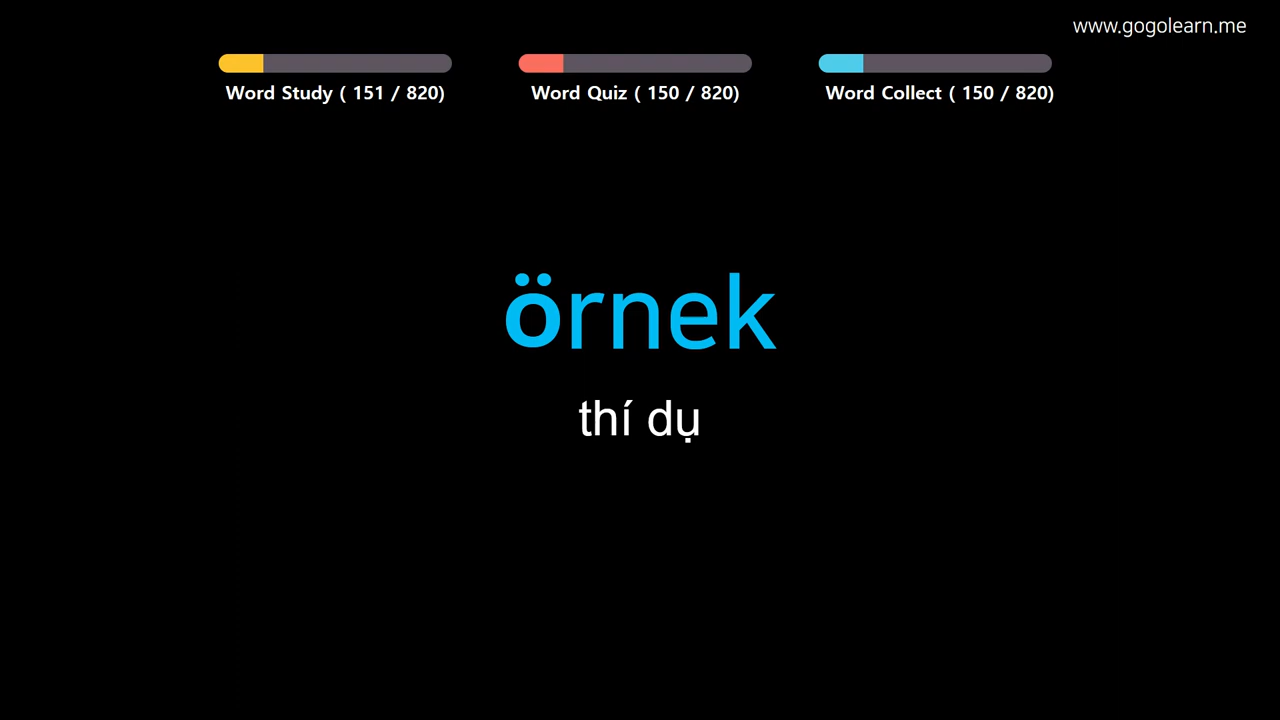 www.gogolearn.me
Word Study ( 151 / 820)
Word Quiz ( 150 / 820)
Word Collect ( 150 / 820)
örnek
thí dụ